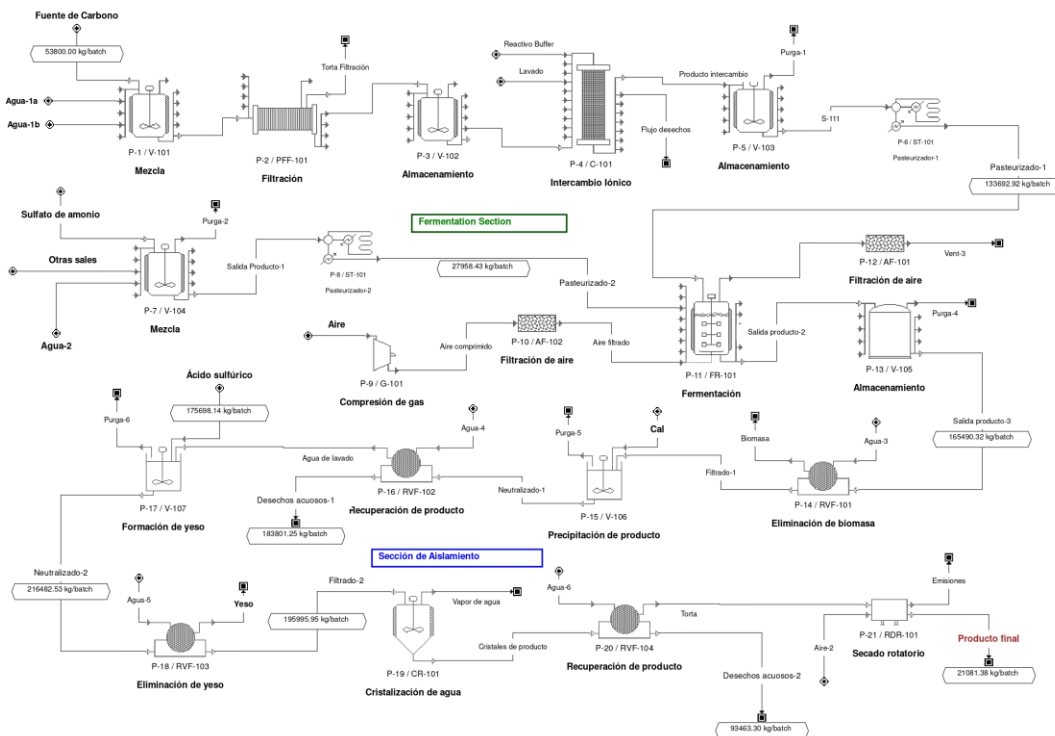 Fuente de Carbono
53800.00 kg/batch
Agua-1a
Agua-1b
P-1 / V-101
Mezcla
Torta Filtración
P-2 / PFF-101
Filtración
P-3 / V-102
Almacenamiento
Reactivo Buffer
Lavado
Flujo desechos
P-4 / C-101
Intercambio Iónico
Producto intercambio
Purga-1
P-5 / V-103
Almacenamiento
S-111
P-6 / ST-101
Pasteurizador-1
Pasteurizado-1
133692.92 kg/batch
Sulfato de amonio
Purga-2
Otras sales
Agua-2
P-7 / V-104
Mezcla
Salida Producto-1
P-8 / ST-101
Pasteurizador-2
27958.43 kg/batch
Pasteurizado-2
Fermentation Section
Aire
P-9 / G-101
Compresión de gas
Aire comprimido
P-10 / AF-102
Filtración de aire
Aire filtrado
P-11 / FR-101
Fermentación
P-12 / AF-101
Filtración de aire
Vent-3
Salida producto-2
Purga-4
P-13 / V-105
Almacenamiento
Salida producto-3
165490.32 kg/batch
Ácido sulfúrico
175698.14 kg/batch
Purga-6
P-17 / V-107
Formación de yeso
Agua de lavado
Agua-4
P-16 / RVF-102
Recuperación de producto
Desechos acuosos-1
183801.25 kg/batch
Neutralizado-1
Purga-5
Cal
P-15 / V-106
Precipitación de producto
Filtrado-1
Biomasa
Agua-3
P-14 / RVF-101
Eliminación de biomasa
Sección de Aislamiento
Neutralizado-2
216482.53 kg/batch
Agua-5
Yeso
P-18 / RVF-103
Eliminación de yeso
Filtrado-2
195995.95 kg/batch
Vapor de agua
P-19 / CR-101
Cristalización de agua
Cristales de producto
Agua-6
P-20 / RVF-104
Recuperación de producto
Torta
Desechos acuosos-2
93463.30 kg/batch
Aire-2
Emisiones
P-21 / RDR-101
Secado rotatorio
Producto final
21081.38 kg/batch